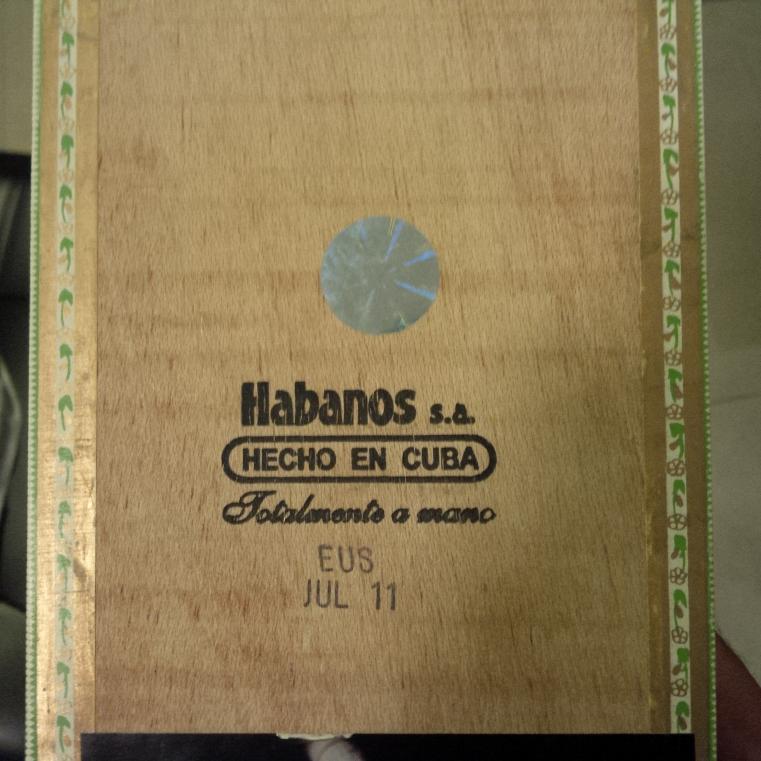 Habanos s.a.
HECHO EN CUBA
Totalmente a mano
EUS
JUL 11